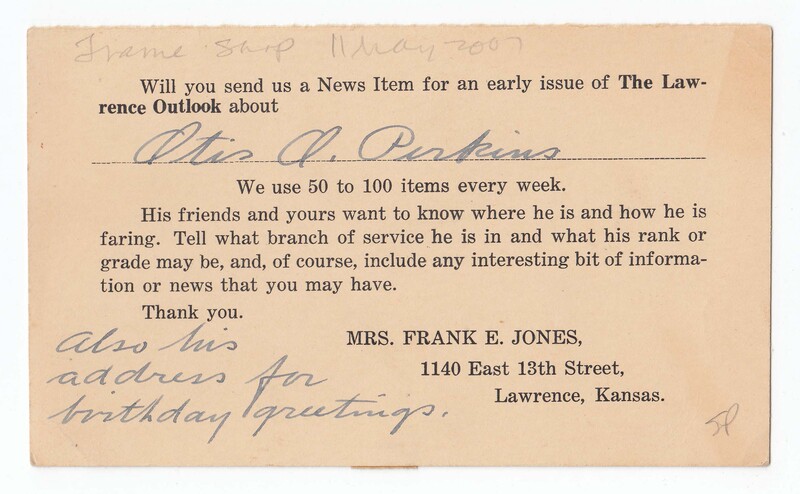 Frame Shop 11 May 2007
Will you send us a News Item for an early issue of The Law-
rence Outlook about
Otis O. Perkins
We use 50 to 100 items every week.
His friends and yours want to know where he is and how he is
faring. Tell what branch of service he is in and what his rank or
grade may be, and, of course, include any interesting bit of informa-
tion or news that you may have.
Thank you.
MRS. FRANK E. JONES,
1140 East 13th Street,
Lawrence, Kansas.
Also his
address for
birthday greetings.